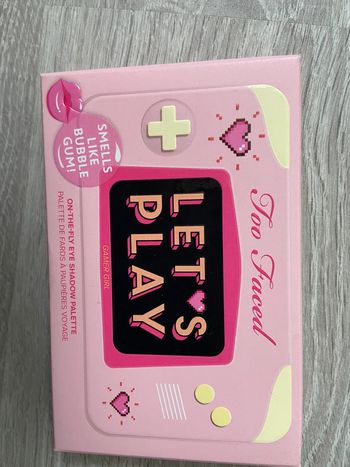 Too Faced
LET'S
PLAY
GAMER GIRL
SMELLS
LIKE
BUBBLE
GUM!
ON-THE-FLY EYE SHADOW PALETTE
PALETTE DE FARDS À PAUPIÈRES VOYAGE